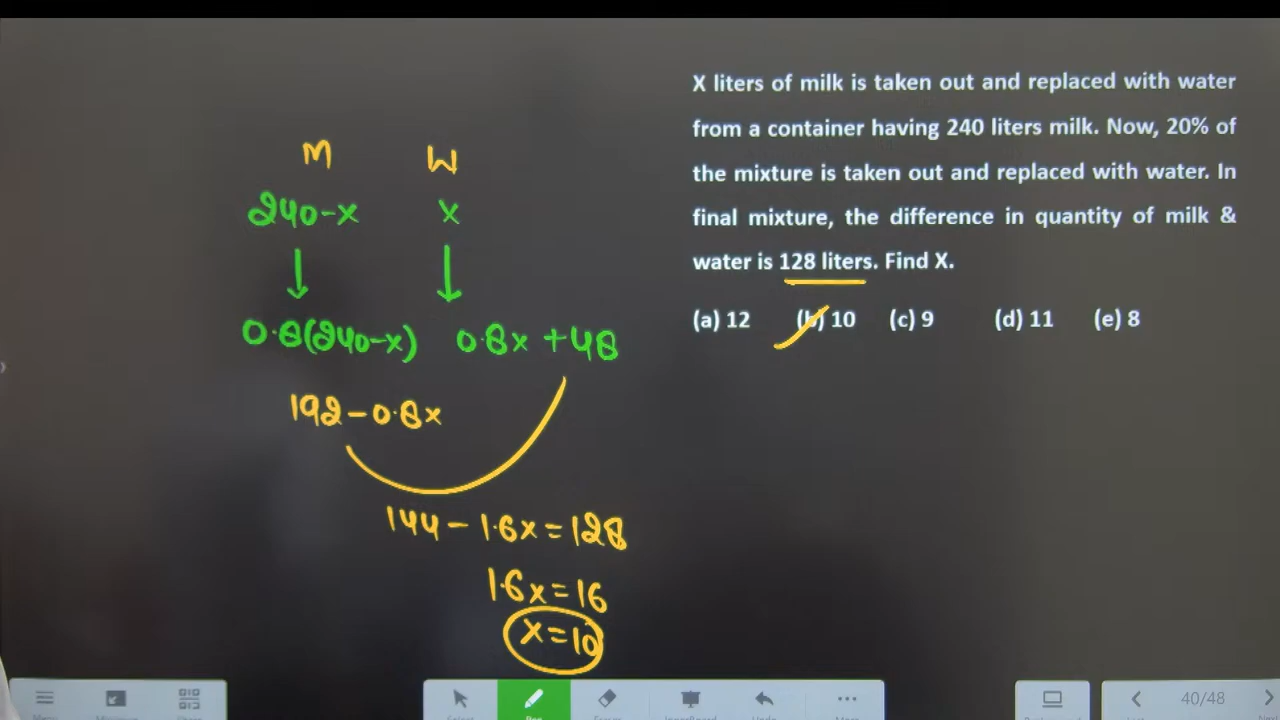 X liters of milk is taken out and replaced with water
from a container having 240 liters milk. Now, 20% of
the mixture is taken out and replaced with water. In
final mixture, the difference in quantity of milk &
water is 128 liters. Find X.
(a) 12 (b) 10 (c) 9 (d) 11 (e) 8
M W
240-x x
0.8(240-x) 0.8x + 48
192 - 0.8x
144 - 1.6x = 128
1.6x = 16
x = 10
40/48